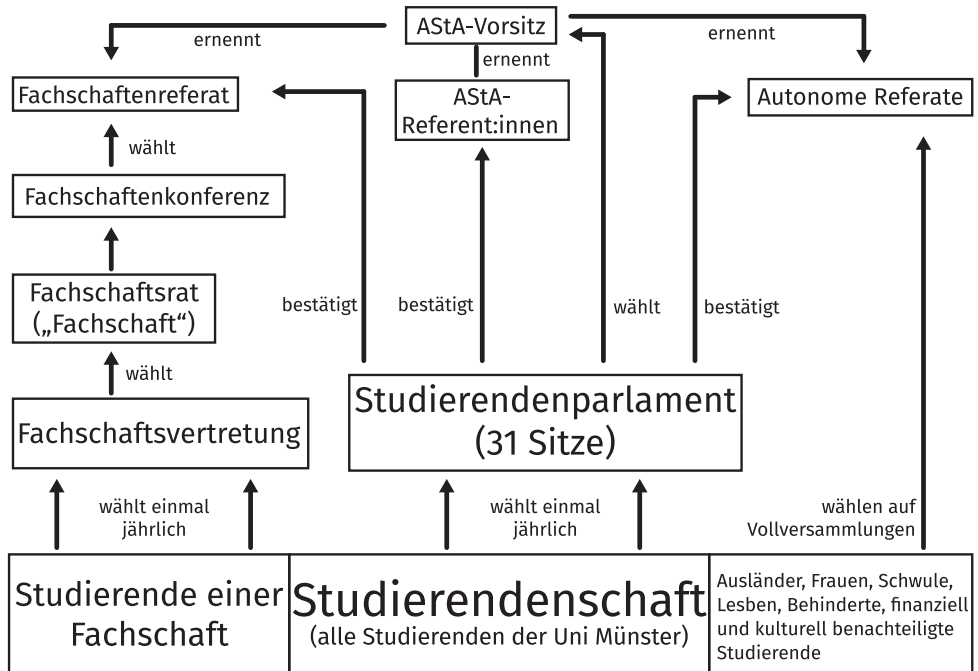 AStA-Vorsitz
ernennt
ernennt
ernennt
Fachschaftenreferat
AStA-
Referent:innen
Autonome Referate
wählt
Fachschaftenkonferenz
Fachschaftsrat
(„Fachschaft“)
bestätigt
bestätigt
wählt
bestätigt
wählt
Fachschaftsvertretung
Studierendenparlament
(31 Sitze)
wählt einmal
jährlich
wählt einmal
jährlich
wählen auf
Vollversammlungen
Studierende einer
Fachschaft
Studierendenschaft
(alle Studierenden der Uni Münster)
Ausländer, Frauen, Schwule,
Lesben, Behinderte, finanziell
und kulturell benachteiligte
Studierende